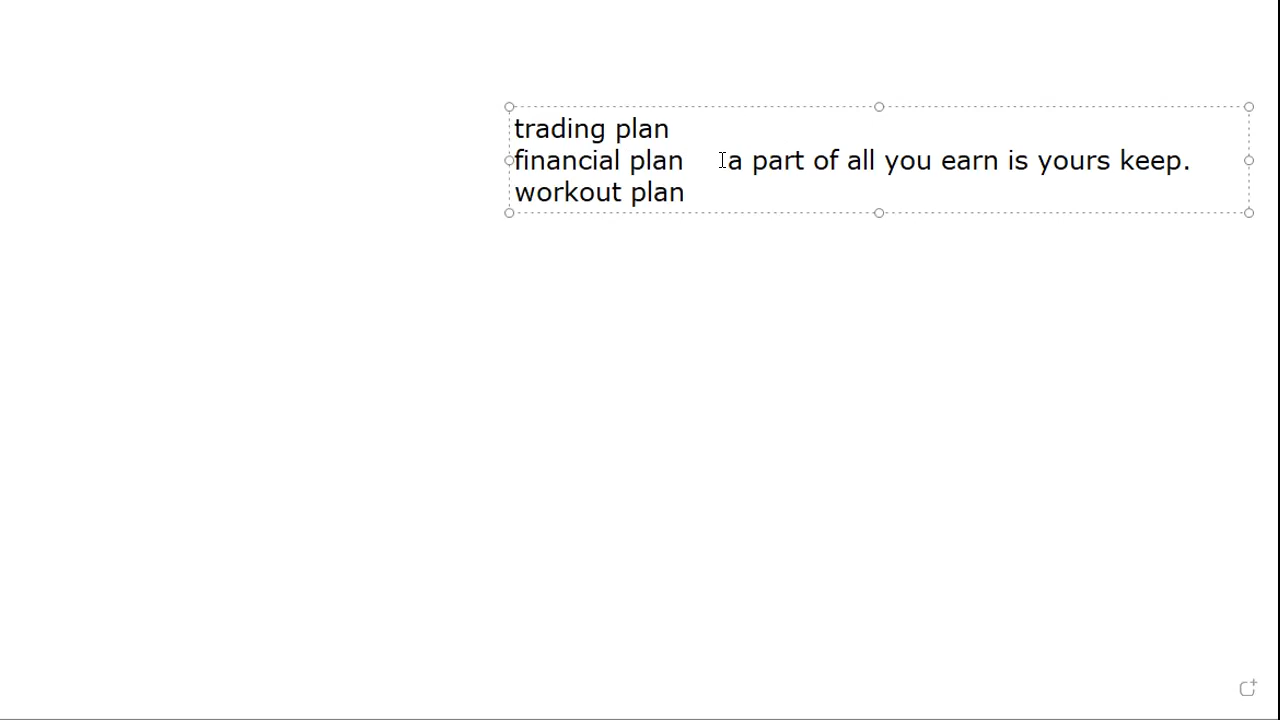 trading plan
financial plan a part of all you earn is yours keep.
workout plan